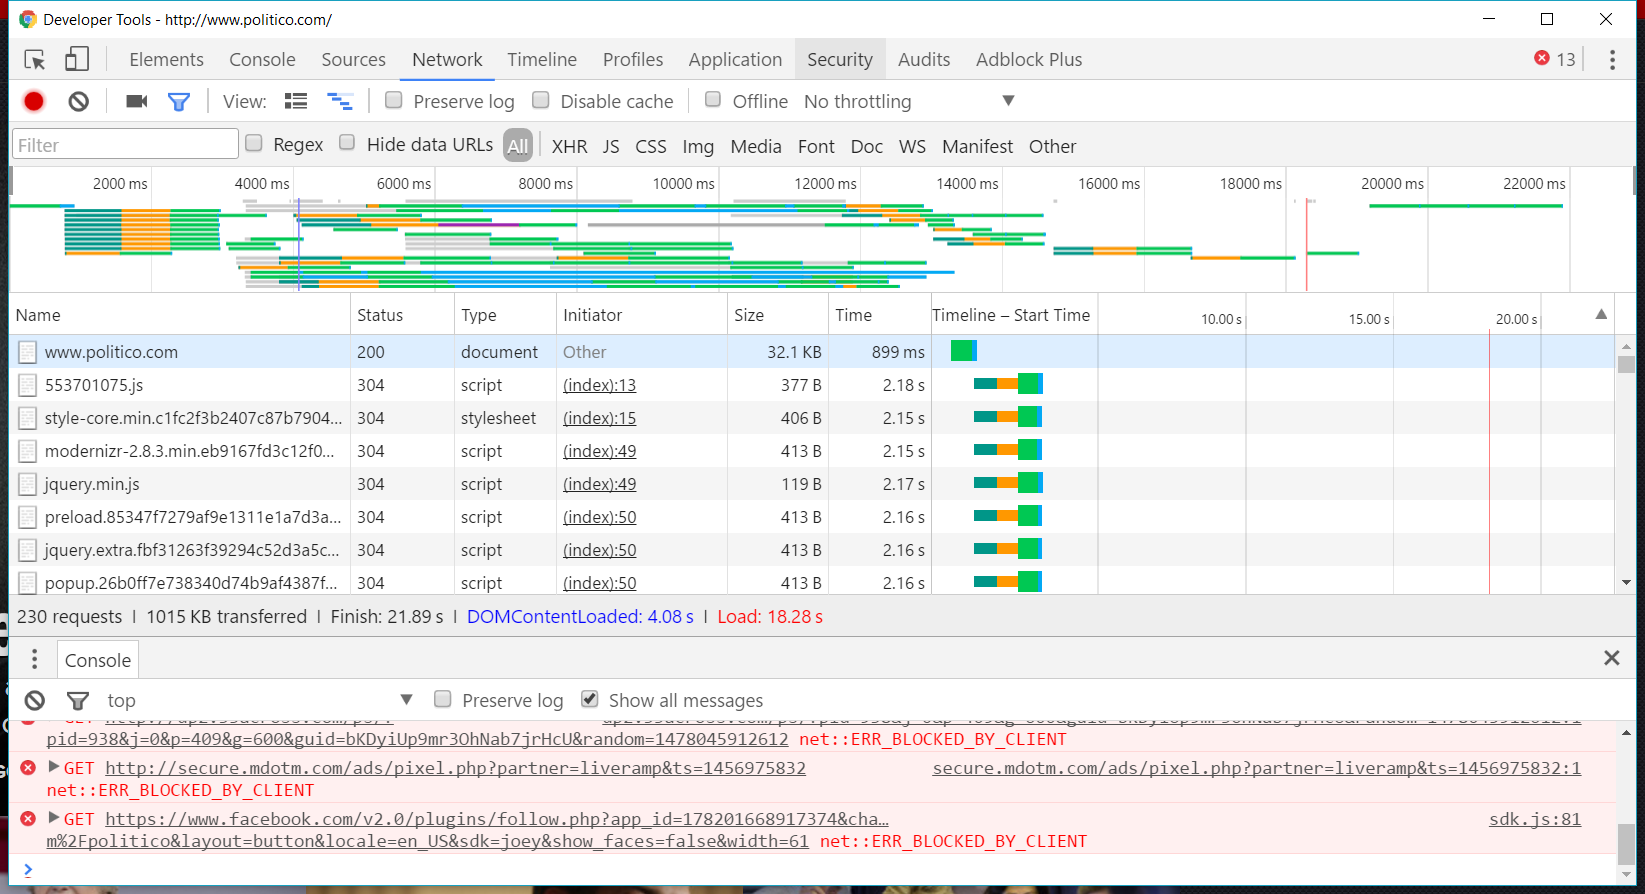 Developer Tools - http://www.politico.com/
Elements Console Sources Network Timeline Profiles Application Security Audits Adblock Plus 13
View: Preserve log Disable cache Offline No throttling
Filter Regex Hide data URLs All XHR JS CSS Img Media Font Doc WS Manifest Other
2000 ms 4000 ms 6000 ms 8000 ms 10000 ms 12000 ms 14000 ms 16000 ms 18000 ms 20000 ms 22000 ms
Name Status Type Initiator Size Time Timeline – Start Time 10.00 s 15.00 s 20.00 s
www.politico.com 200 document Other 32.1 KB 899 ms
553701075.js 304 script (index):13 377 B 2.18 s
style-core.min.c1fc2f3b2407c87b7904... 304 stylesheet (index):15 406 B 2.15 s
modernizr-2.8.3.min.eb9167fd3c12f0... 304 script (index):49 413 B 2.15 s
jquery.min.js 304 script (index):49 119 B 2.17 s
preload.85347f7279af9e1311e1a7d3a... 304 script (index):50 413 B 2.16 s
jquery.extra.fbf31263f39294c52d3a5c... 304 script (index):50 413 B 2.16 s
popup.26b0ff7e738340d74b9af4387f... 304 script (index):50 413 B 2.16 s
230 requests | 1015 KB transferred | Finish: 21.89 s | DOMContentLoaded: 4.08 s | Load: 18.28 s
Console
top Preserve log Show all messages
GET
pid=938&j=0&p=409&g=600&guid=bKDyiUp9mr3OhNab7jrHcU&random=1478045912612 net::ERR_BLOCKED_BY_CLIENT
GET http://secure.mdotm.com/ads/pixel.php?partner=liveramp&ts=1456975832 secure.mdotm.com/ads/pixel.php?partner=liveramp&ts=1456975832:1
net::ERR_BLOCKED_BY_CLIENT
GET https://www.facebook.com/v2.0/plugins/follow.php?app_id=178201668917374&cha... sdk.js:81
m%2Fpolitico&layout=button&locale=en_US&sdk=joey&show_faces=false&width=61 net::ERR_BLOCKED_BY_CLIENT